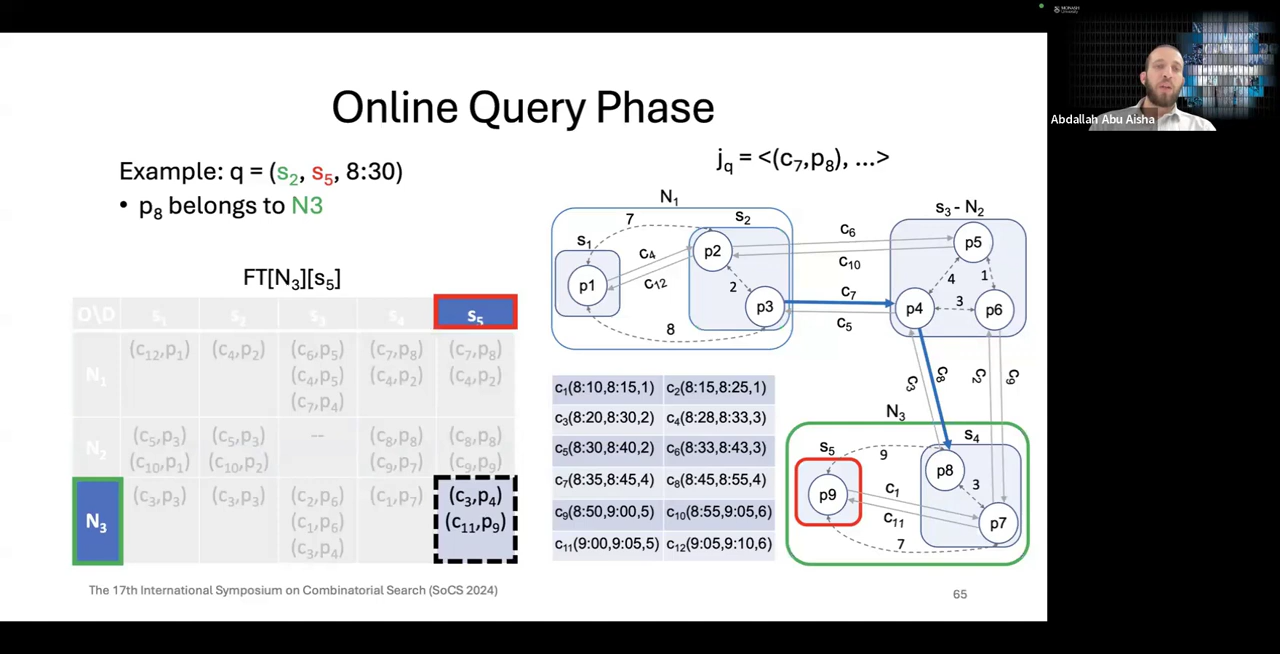 MONASH University
Abdallah Abu Aisha
Online Query Phase
Example: q = (s2, s5, 8:30)
• p8 belongs to N3
jq = <(c7,p8), ...>
FT[N3][s5]
O\D s1 s2 s3 s4 s5
N1 (c12,p1) (c4,p2) (c6,p5) (c7,p8) (c7,p8)
(c4,p5) (c4,p2) (c4,p2)
(c7,p4)
N2 (c5,p3) (c5,p3) -- (c8,p8) (c8,p8)
(c10,p1) (c10,p2) (c9,p7) (c9,p9)
N3 (c3,p3) (c3,p3) (c2,p6) (c1,p7) (c3,p4)
(c1,p6) (c11,p9)
(c3,p4)
N1
7
s2
s1
p1
c4
c12
p2
2
p3
8
c6
c10
c7
c5
s3 - N2
p5
4
1
p4
3
p6
c3
c8
c2
c9
N3
s5
9
s4
p8
3
p9
c1
c11
p7
7
c1(8:10,8:15,1) c2(8:15,8:25,1)
c3(8:20,8:30,2) c4(8:28,8:33,3)
c5(8:30,8:40,2) c6(8:33,8:43,3)
c7(8:35,8:45,4) c8(8:45,8:55,4)
c9(8:50,9:00,5) c10(8:55,9:05,6)
c11(9:00,9:05,5) c12(9:05,9:10,6)
The 17th International Symposium on Combinatorial Search (SoCS 2024)
65